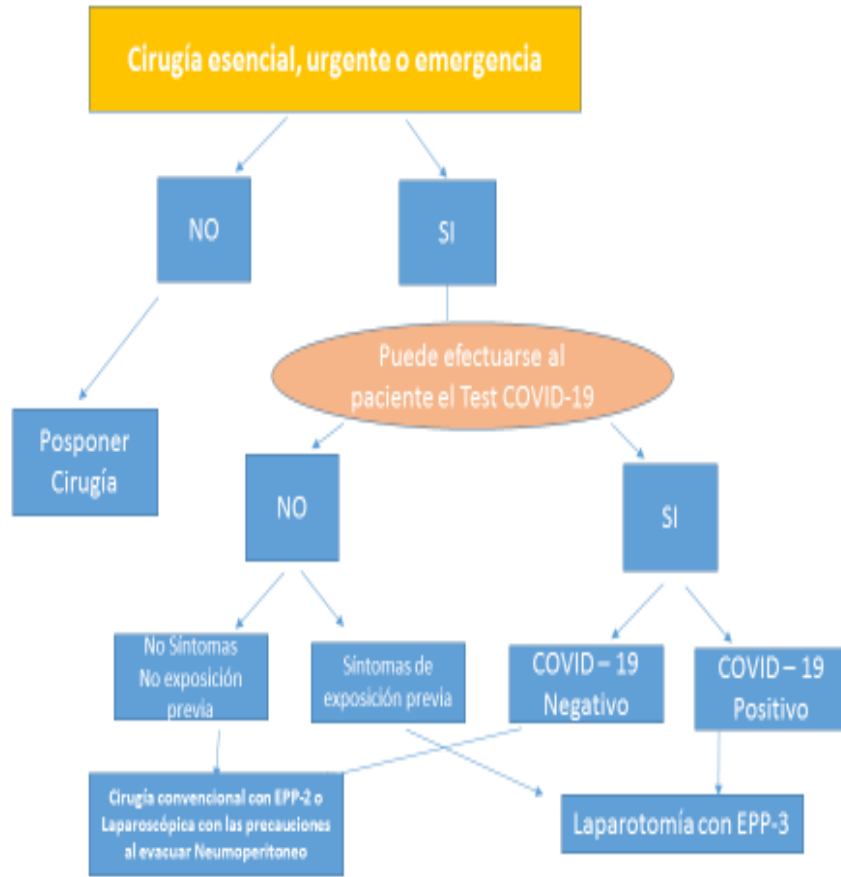 Cirugía esencial, urgente o emergencia
NO
SI
Puede efectuarse al
paciente el Test COVID-19
Posponer
Cirugía
NO
SI
No Síntomas
No exposición
previa
Síntomas de
exposición previa
COVID – 19
Negativo
COVID – 19
Positivo
Cirugía convencional con EPP-2 o
Laparoscópica con las precauciones
al evacuar Neumoperitoneo
Laparotomía con EPP-3